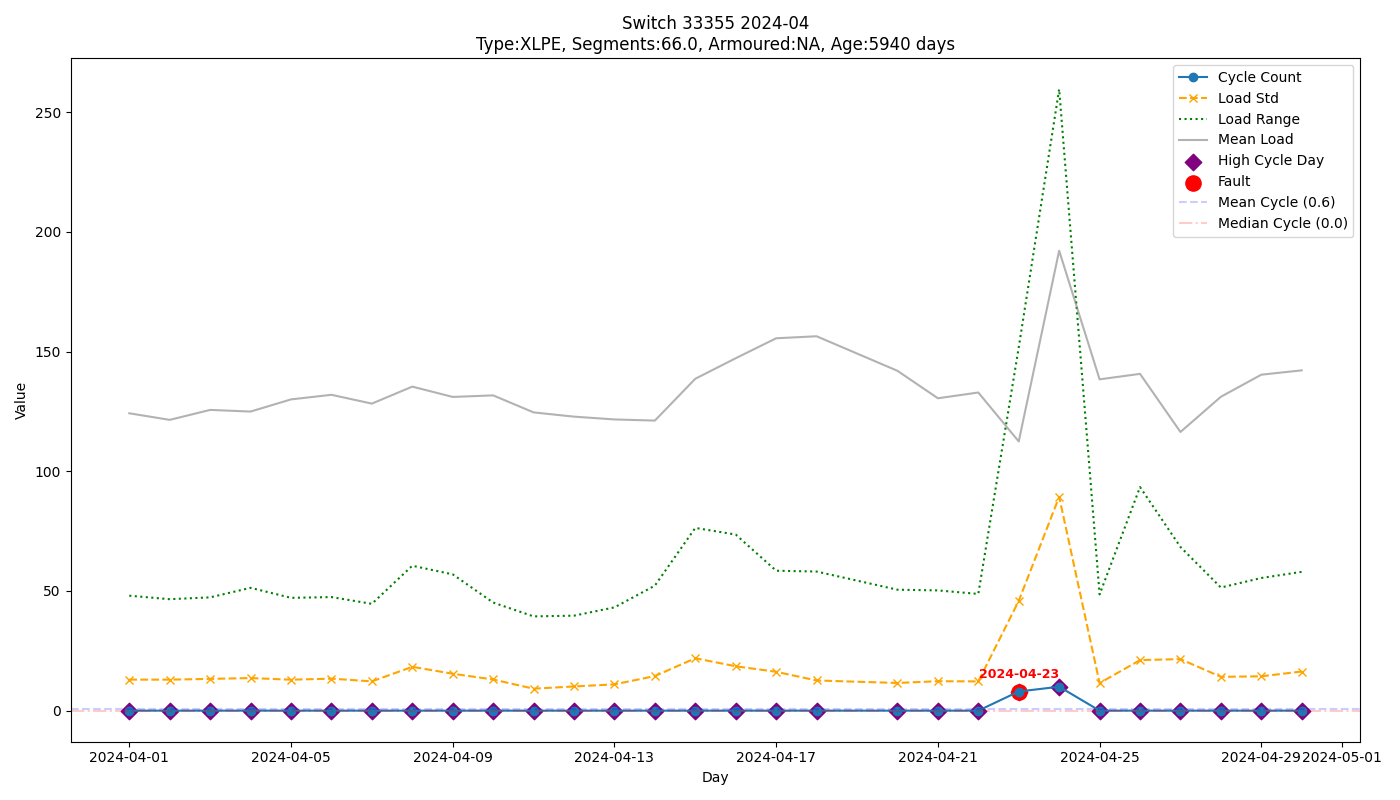 Switch 33355 2024-04
Type:XLPE, Segments:66.0, Armoured:NA, Age:5940 days
Cycle Count
Load Std
Load Range
Mean Load
High Cycle Day
Fault
Mean Cycle (0.6)
Median Cycle (0.0)
250
200
150
100
50
0
Value
2024-04-23
2024-04-01
2024-04-05
2024-04-09
2024-04-13
2024-04-17
2024-04-21
2024-04-25
2024-04-29
2024-05-01
Day